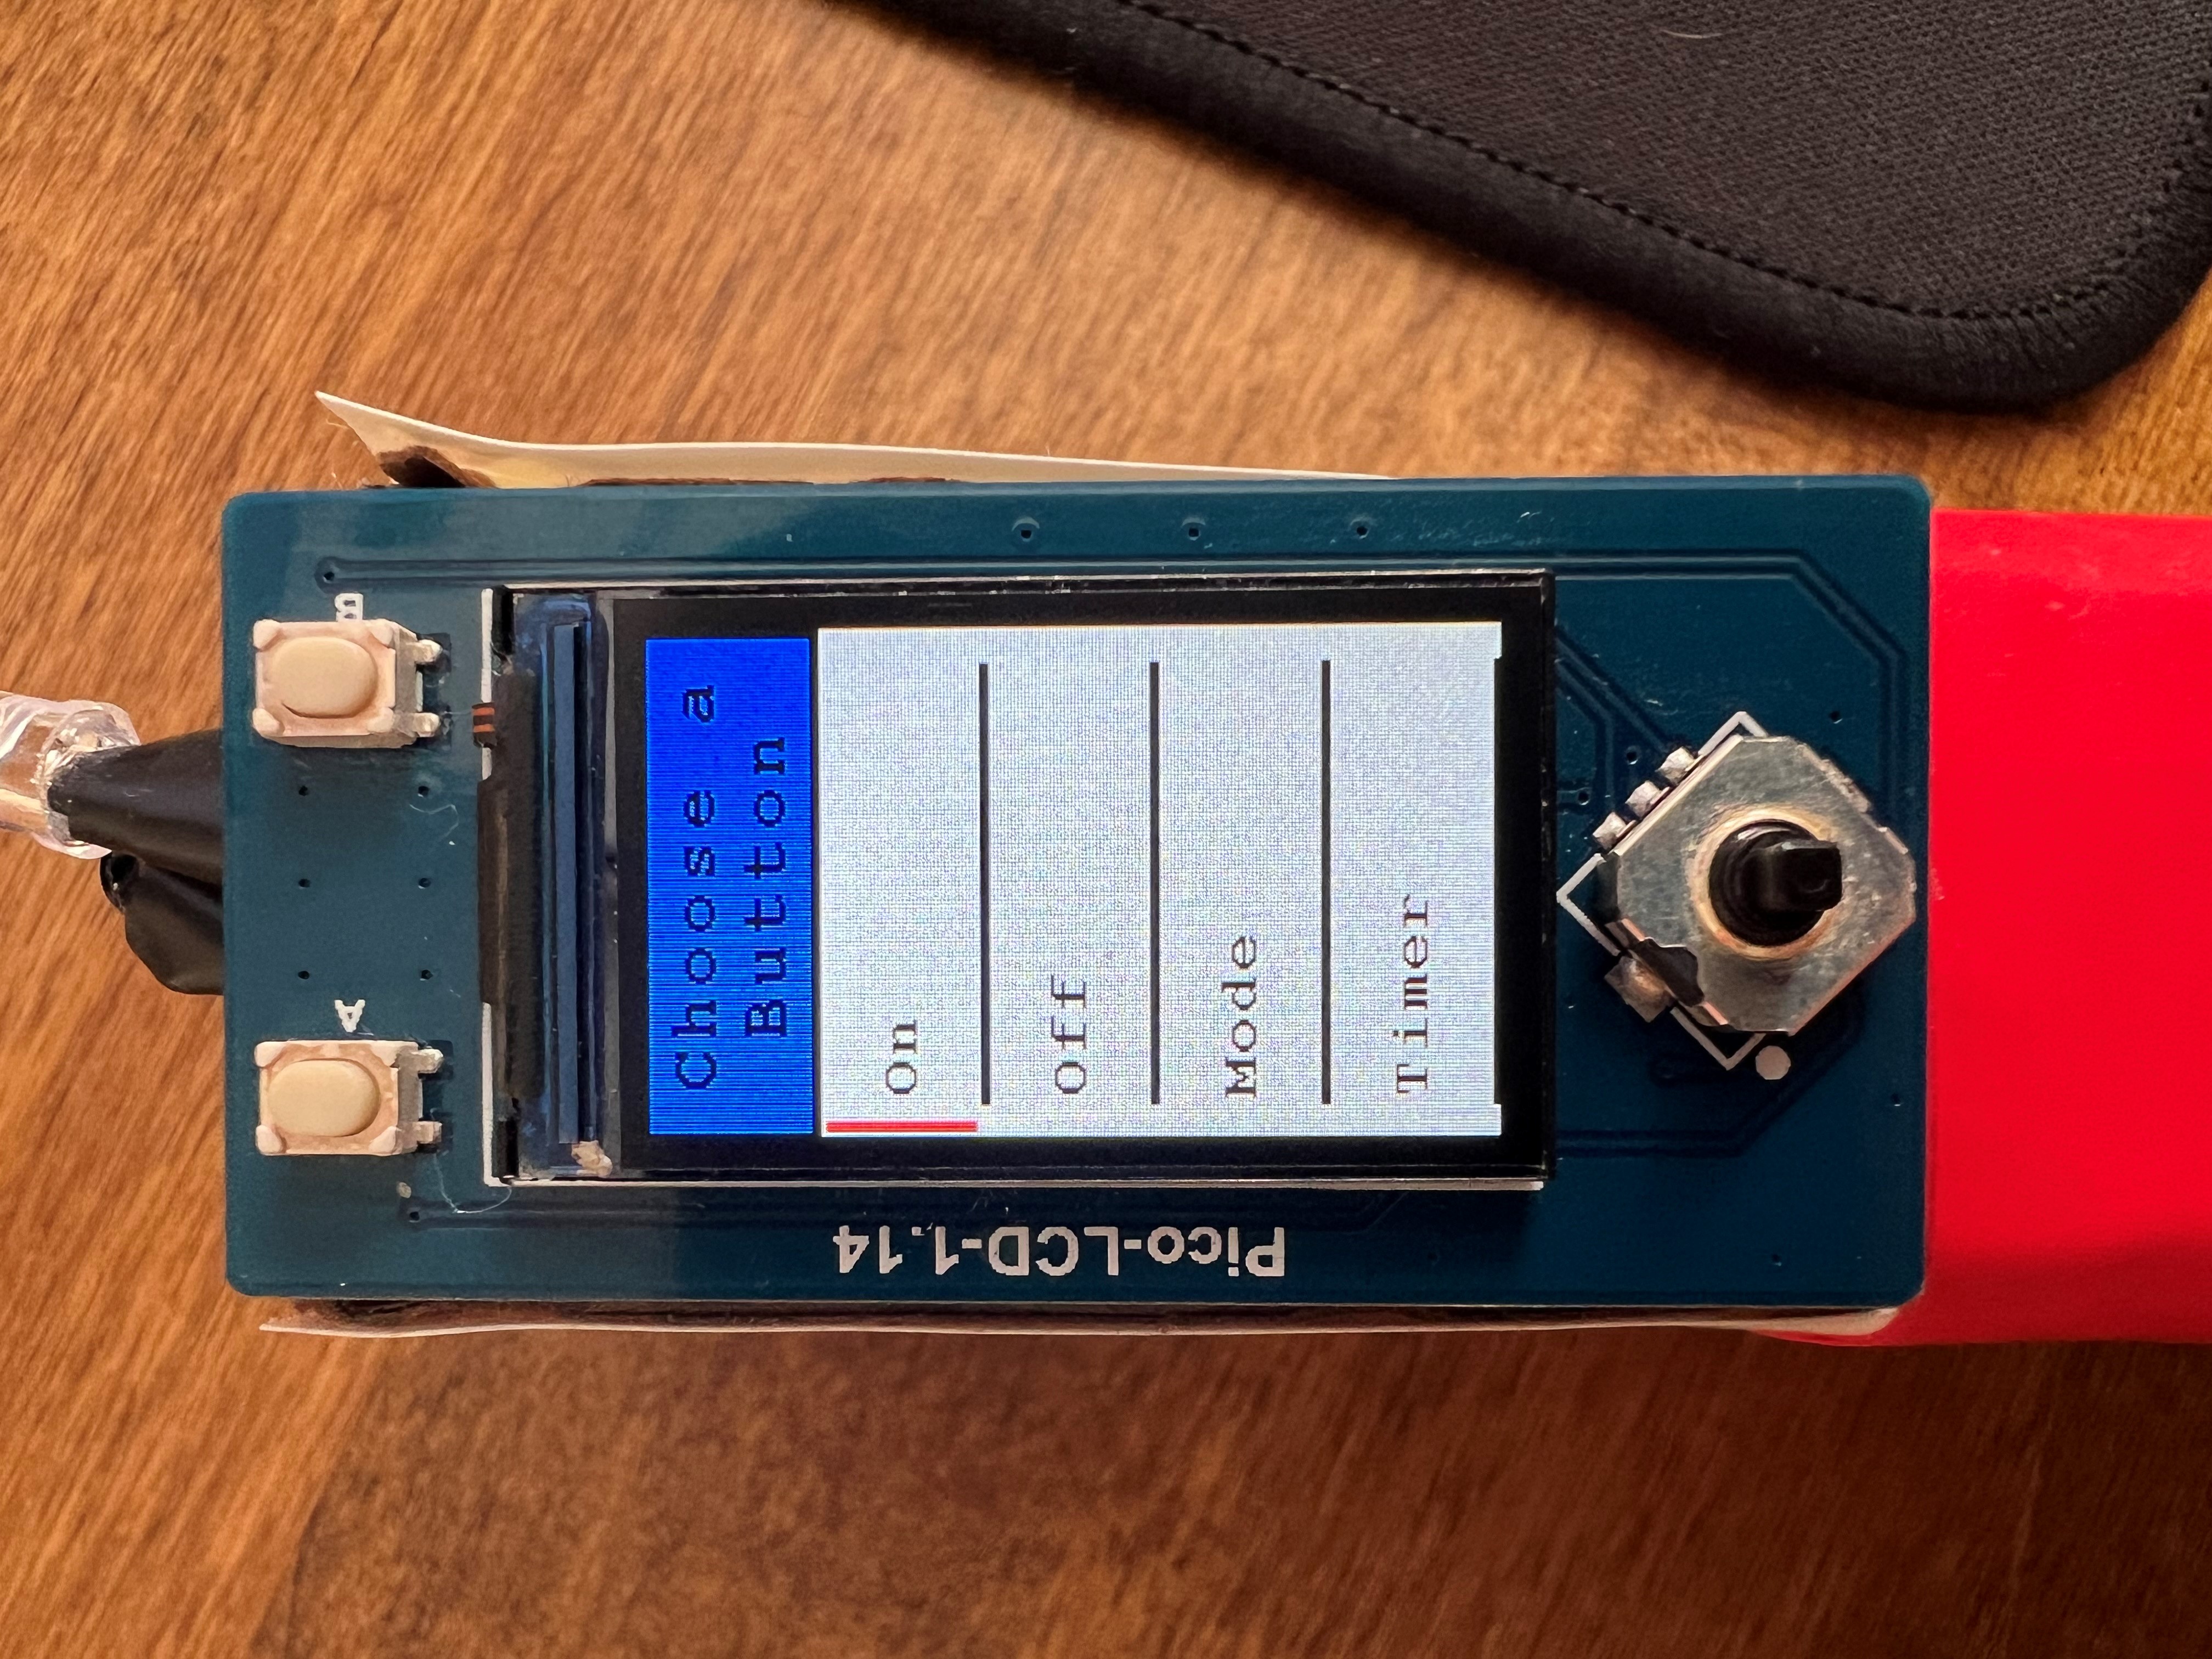 A
B
Choose a
Button
On
Off
Mode
Timer
Pico-LCD-1.14